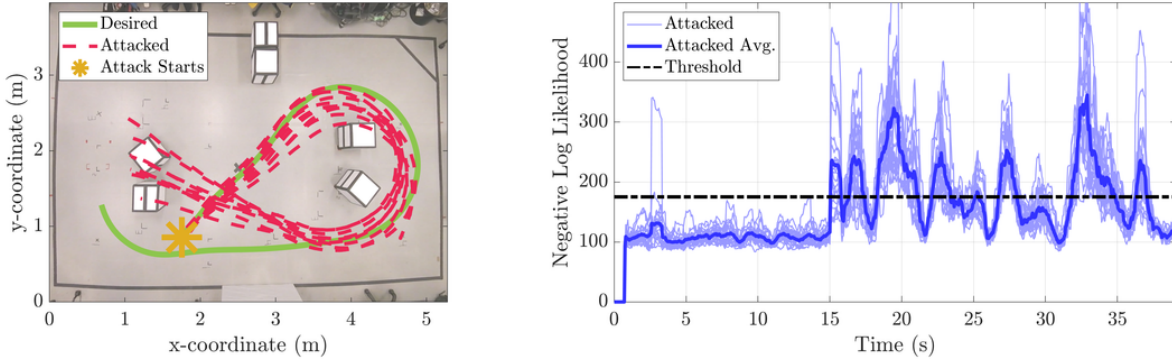 Desired
Attacked
Attack Starts
y-coordinate (m)
3
2
1
0
0 1 2 3 4 5
x-coordinate (m)
Attacked
Attacked Avg.
Threshold
Negative Log Likelihood
400
300
200
100
0
0 5 10 15 20 25 30 35
Time (s)